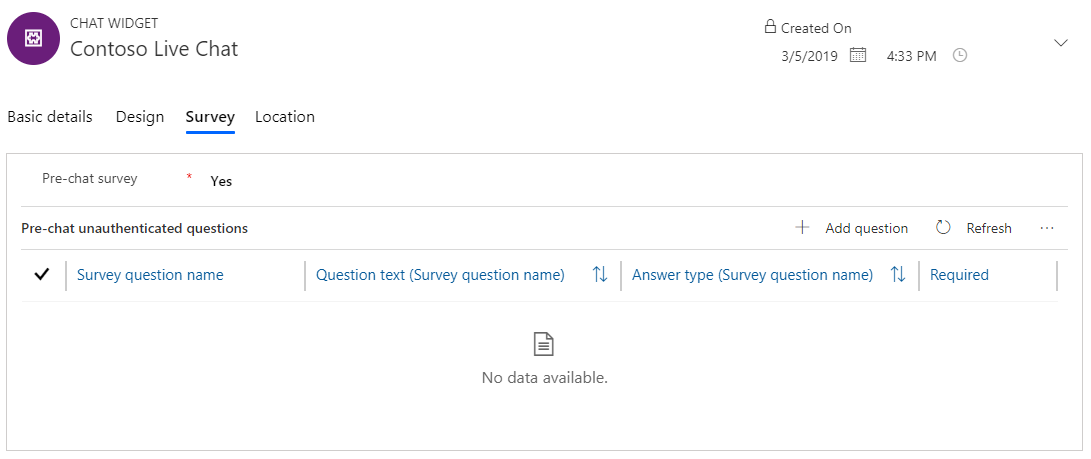 CHAT WIDGET
Contoso Live Chat
Created On
3/5/2019 4:33 PM
Basic details Design Survey Location
Pre-chat survey * Yes
Pre-chat unauthenticated questions + Add question Refresh ...
Survey question name Question text (Survey question name) Answer type (Survey question name) Required
No data available.